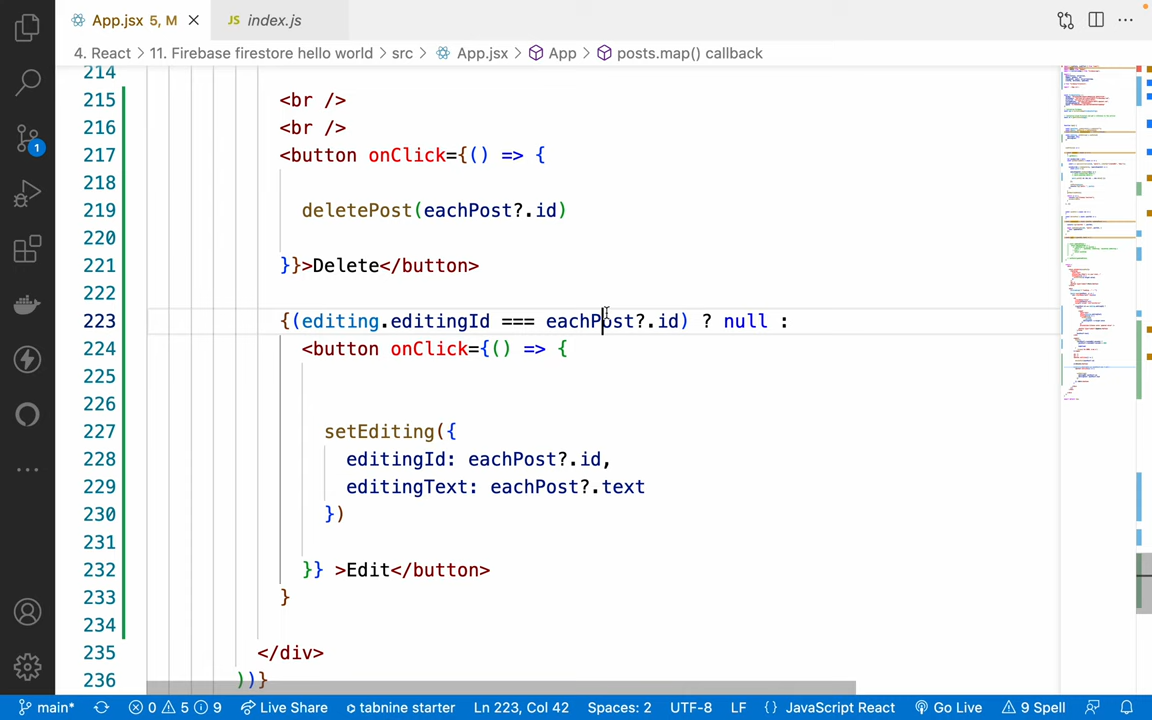 App.jsx 5, M
JS index.js
4. React > 11. Firebase firestore hello world > src > App.jsx > App > posts.map() callback
214
215 <br />
216 <br />
217 <button onClick={() => {
218
219 deletePost(eachPost?.id)
220
221 }}>Delete</button>
222
223 {(editing.editingId === eachPost?.id) ? null :
224 <button onClick={() => {
225
226
227 setEditing({
228 editingId: eachPost?.id,
229 editingText: eachPost?.text
230 })
231
232 }} >Edit</button>
233 }
234
235 </div>
236 ))}
1
main* 0 5 9 Live Share tabnine starter Ln 223, Col 42 Spaces: 2 UTF-8 LF {} JavaScript React Go Live 9 Spell